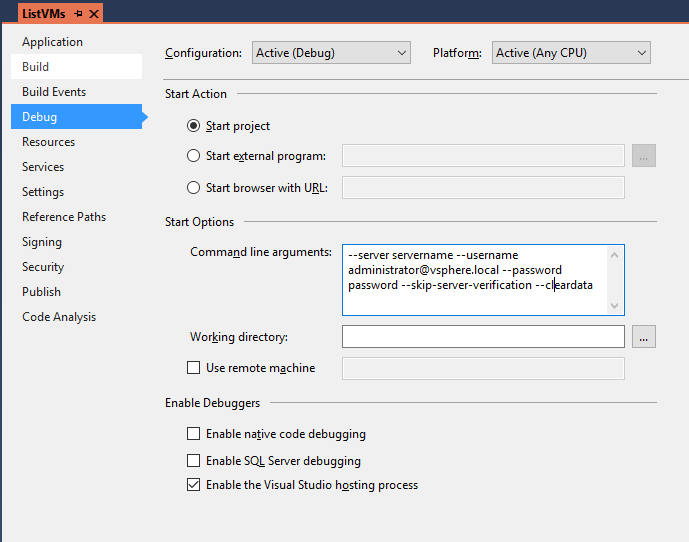 ListVMs
Application
Build
Build Events
Debug
Resources
Services
Settings
Reference Paths
Signing
Security
Publish
Code Analysis
Configuration: Active (Debug) Platform: Active (Any CPU)
Start Action
Start project
Start external program: ...
Start browser with URL:
Start Options
Command line arguments: --server servername --username
administrator@vsphere.local --password
password --skip-server-verification --cleardata
Working directory: ...
Use remote machine
Enable Debuggers
Enable native code debugging
Enable SQL Server debugging
Enable the Visual Studio hosting process